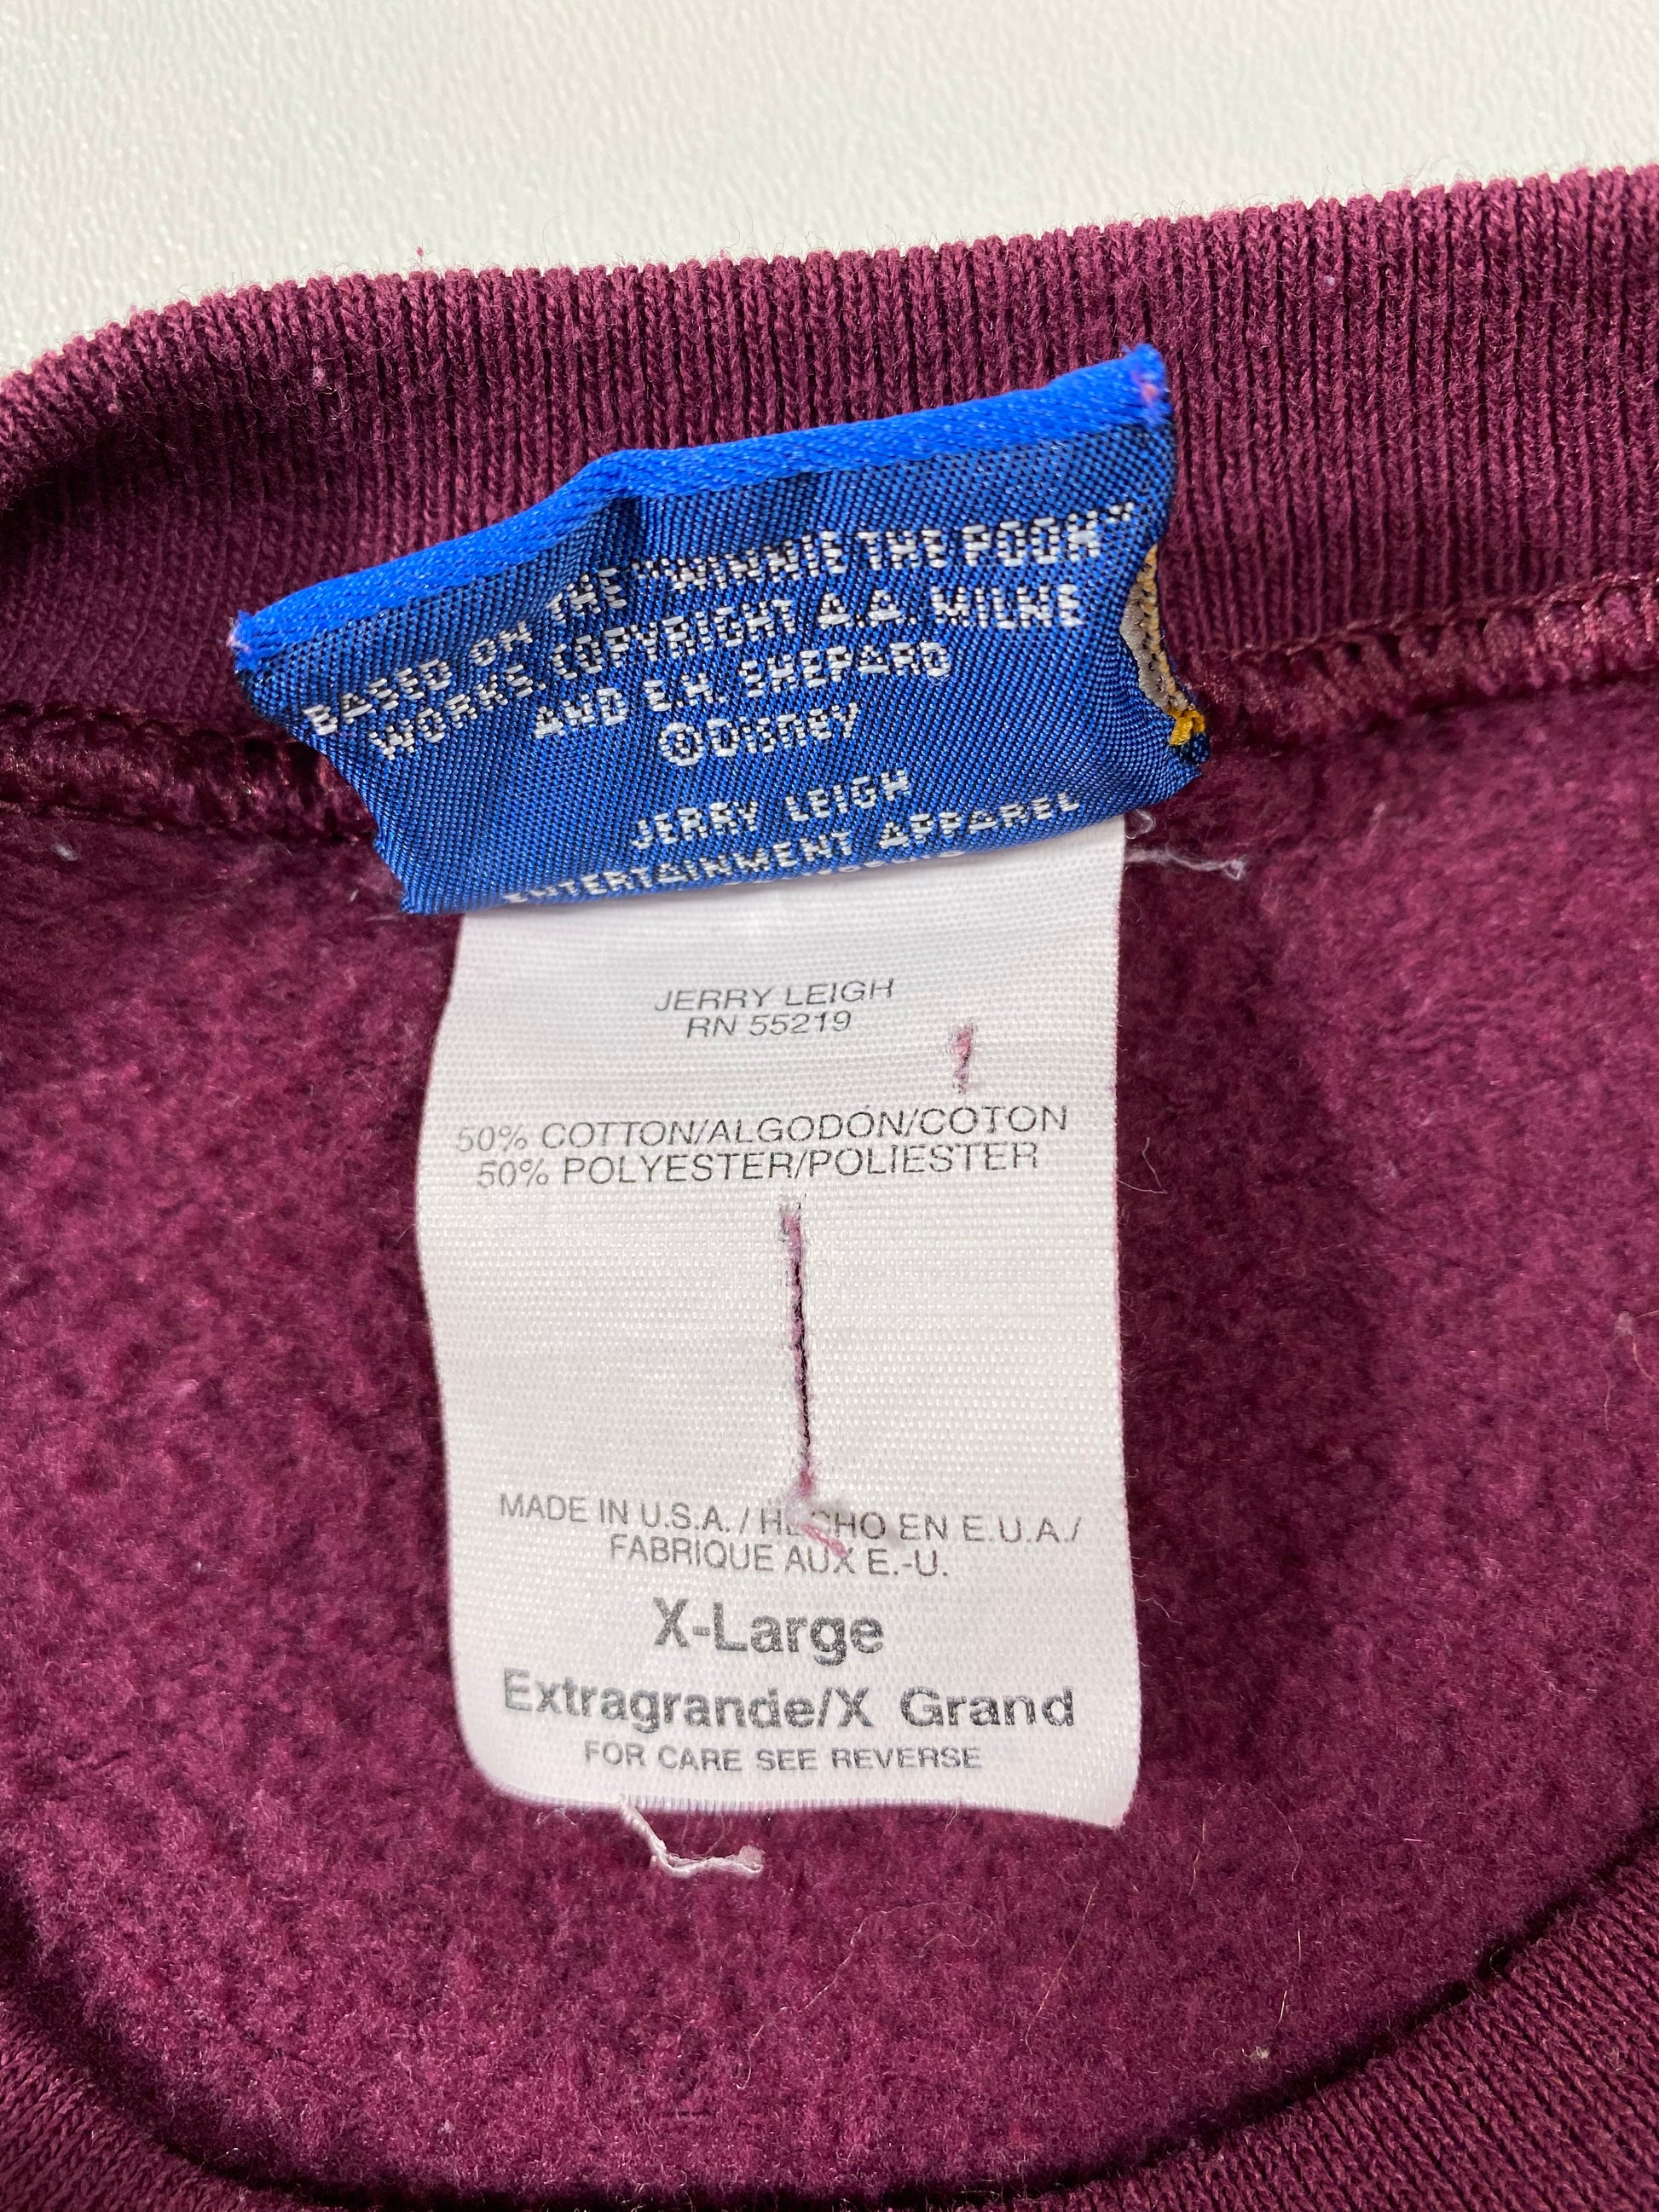 BASED ON THE "WINNIE THE POOH"
WORKS. COPYRIGHT A.A. MILNE
AND E.H. SHEPARD
©DISNEY
JERRY LEIGH
ENTERTAINMENT APPAREL
JERRY LEIGH
RN 55219
50% COTTON/ALGODÓN/COTON
50% POLYESTER/POLIESTER
MADE IN U.S.A. / HECHO EN E.U.A./
FABRIQUE AUX E.-U.
X-Large
Extragrande/X Grand
FOR CARE SEE REVERSE